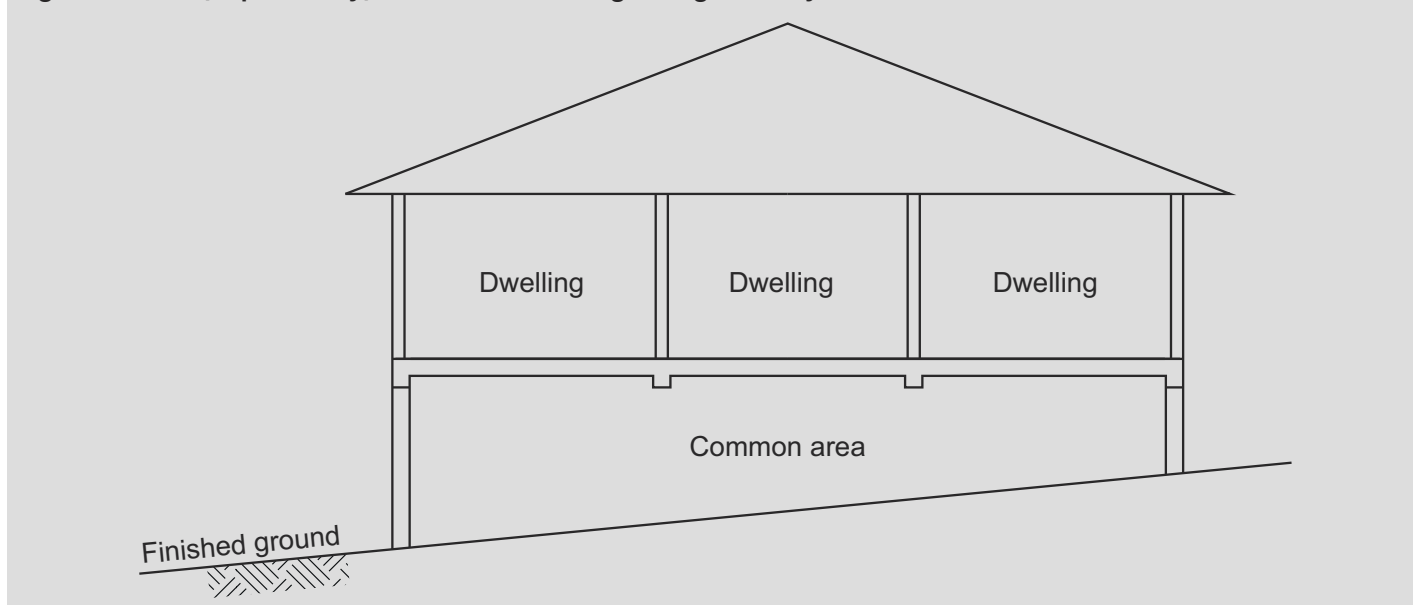 Dwelling
Dwelling
Dwelling
Common area
Finished ground